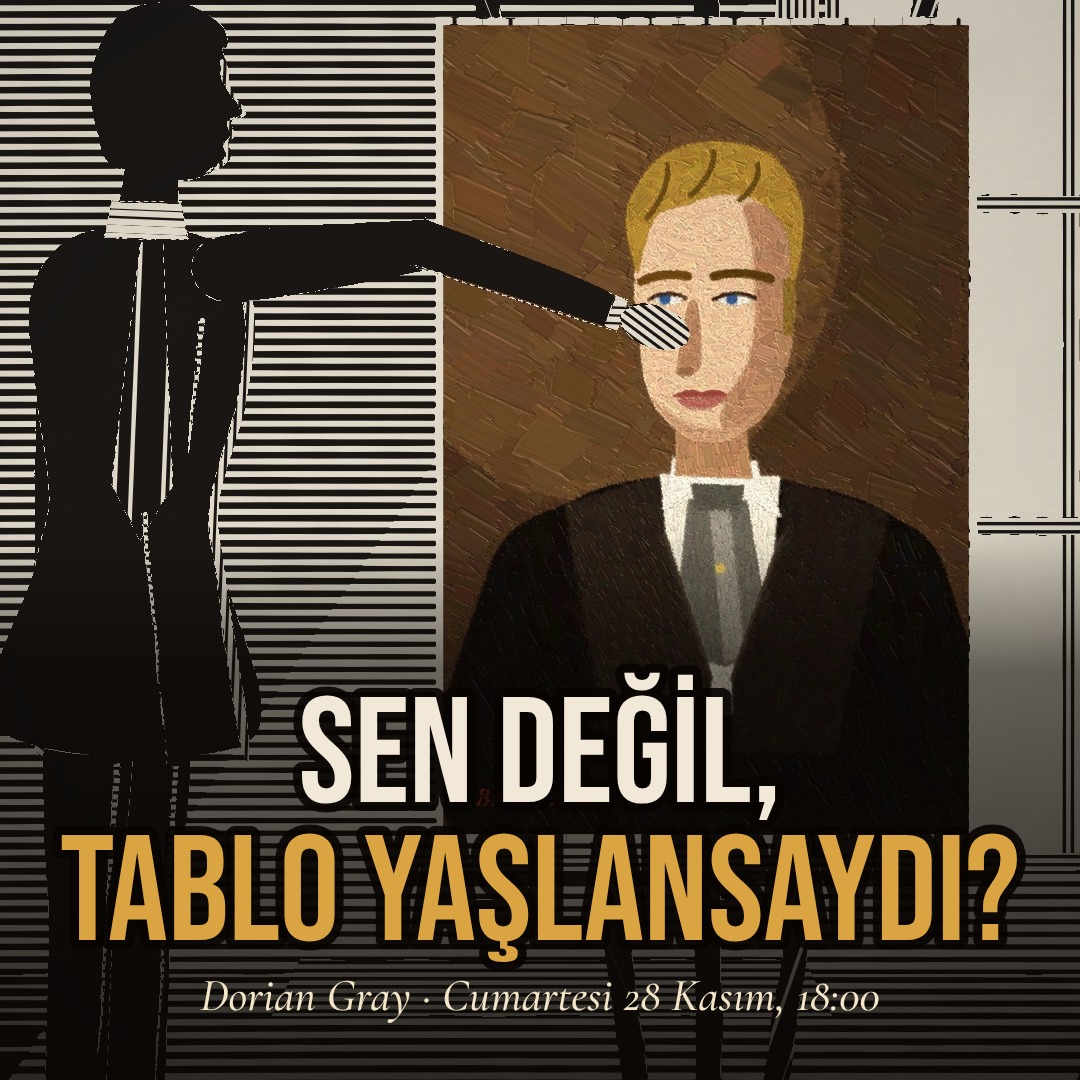 SEN DEĞİL,
TABLO YAŞLANSAYDI?
Dorian Gray · Cumartesi 28 Kasım, 18:00